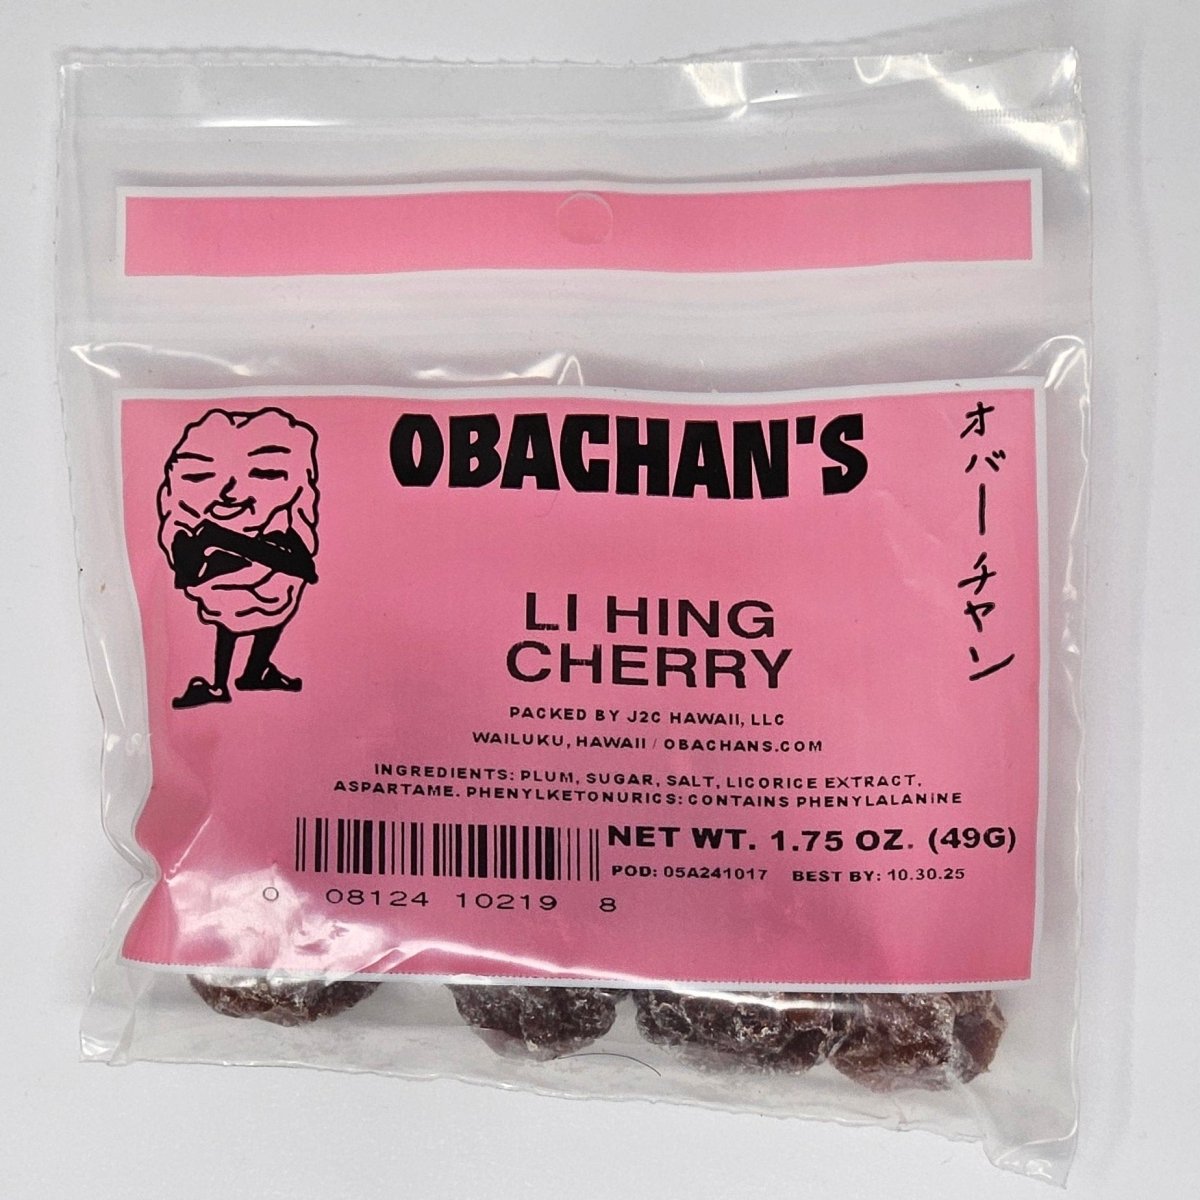 OBACHAN'S
オバーチャン
LI HING
CHERRY
PACKED BY J2C HAWAII, LLC
WAILUKU, HAWAII / OBACHANS.COM
INGREDIENTS: PLUM, SUGAR, SALT, LICORICE EXTRACT,
ASPARTAME. PHENYLKETONURICS: CONTAINS PHENYLALANINE
NET WT. 1.75 OZ. (49G)
POD: 05A241017 BEST BY: 10.30.25
0 08124 10219 8